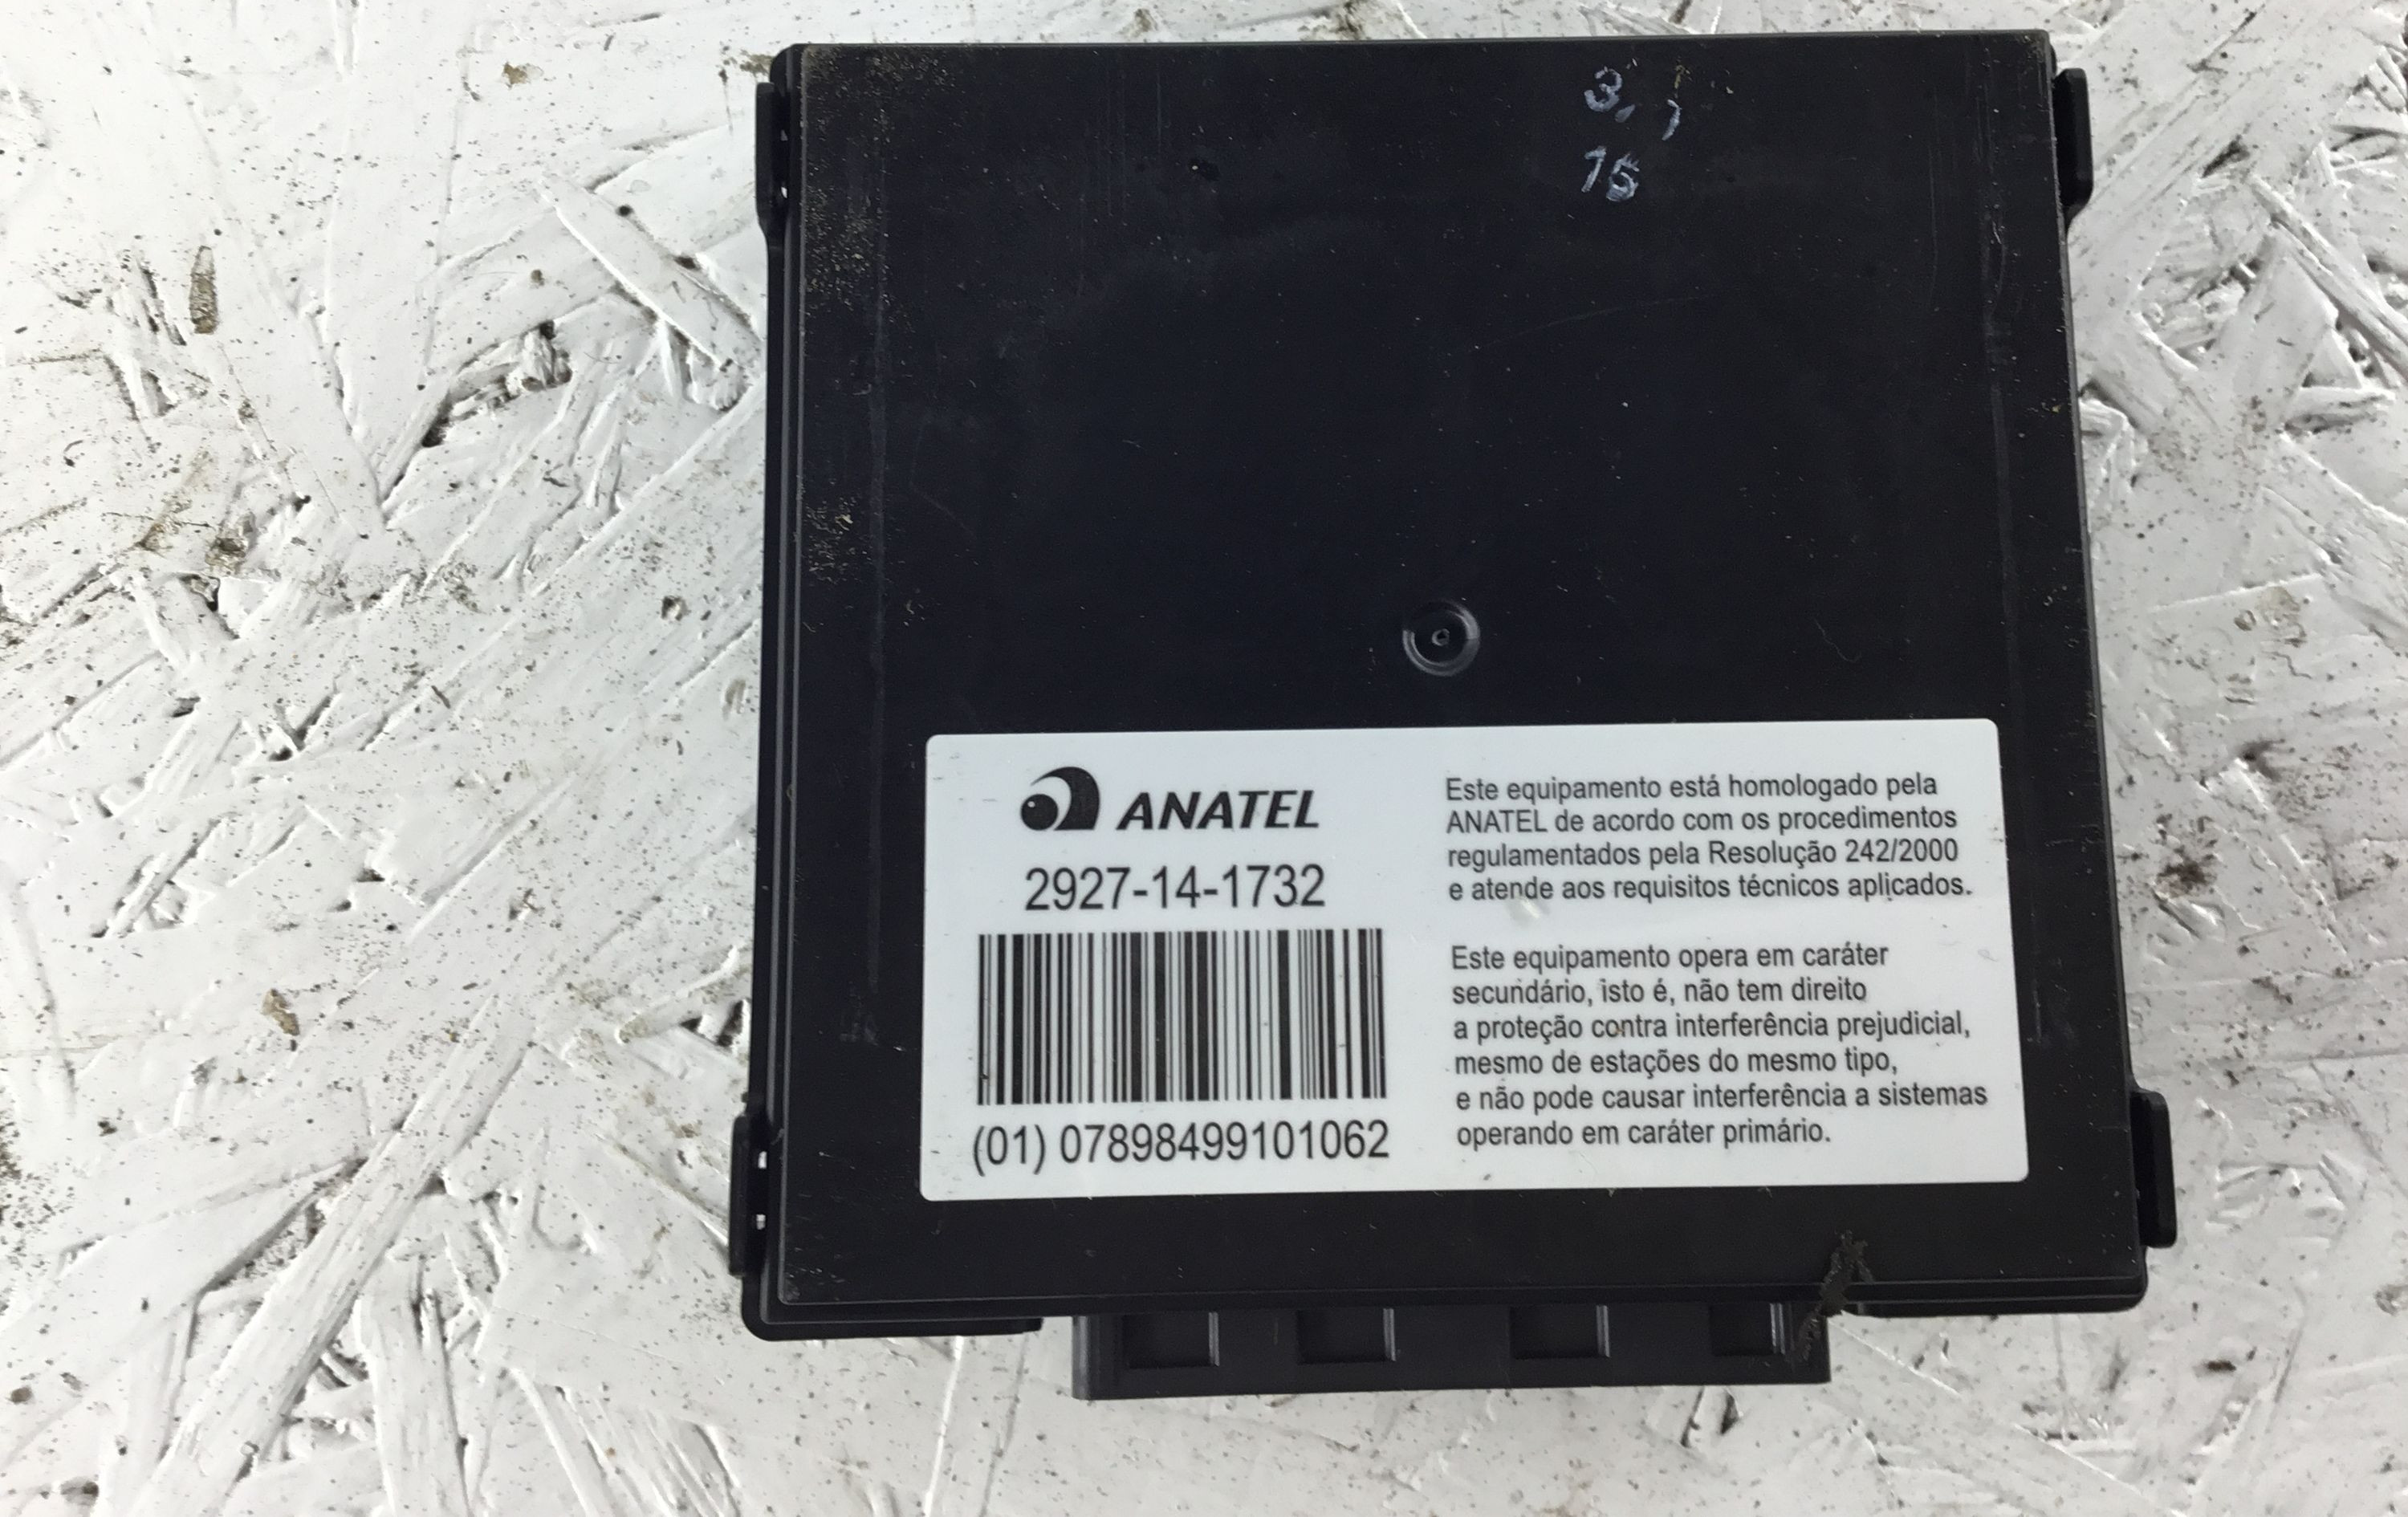 3,
15
ANATEL
2927-14-1732
(01) 07898499101062
Este equipamento está homologado pela
ANATEL de acordo com os procedimentos
regulamentados pela Resolução 242/2000
e atende aos requisitos técnicos aplicados.
Este equipamento opera em caráter
secundário, isto é, não tem direito
a proteção contra interferência prejudicial,
mesmo de estações do mesmo tipo,
e não pode causar interferência a sistemas
operando em caráter primário.